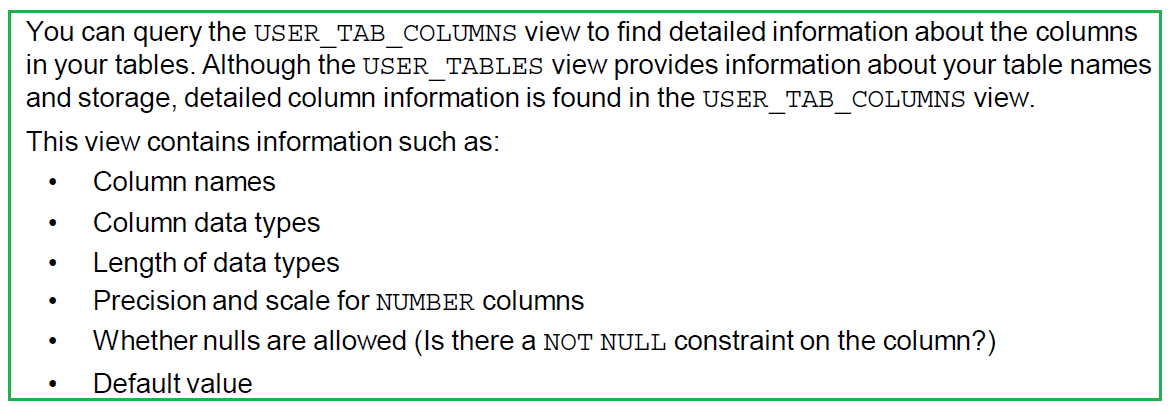 You can query the USER_TAB_COLUMNS view to find detailed information about the columns
in your tables. Although the USER_TABLES view provides information about your table names
and storage, detailed column information is found in the USER_TAB_COLUMNS view.
This view contains information such as:
• Column names
• Column data types
• Length of data types
• Precision and scale for NUMBER columns
• Whether nulls are allowed (Is there a NOT NULL constraint on the column?)
• Default value